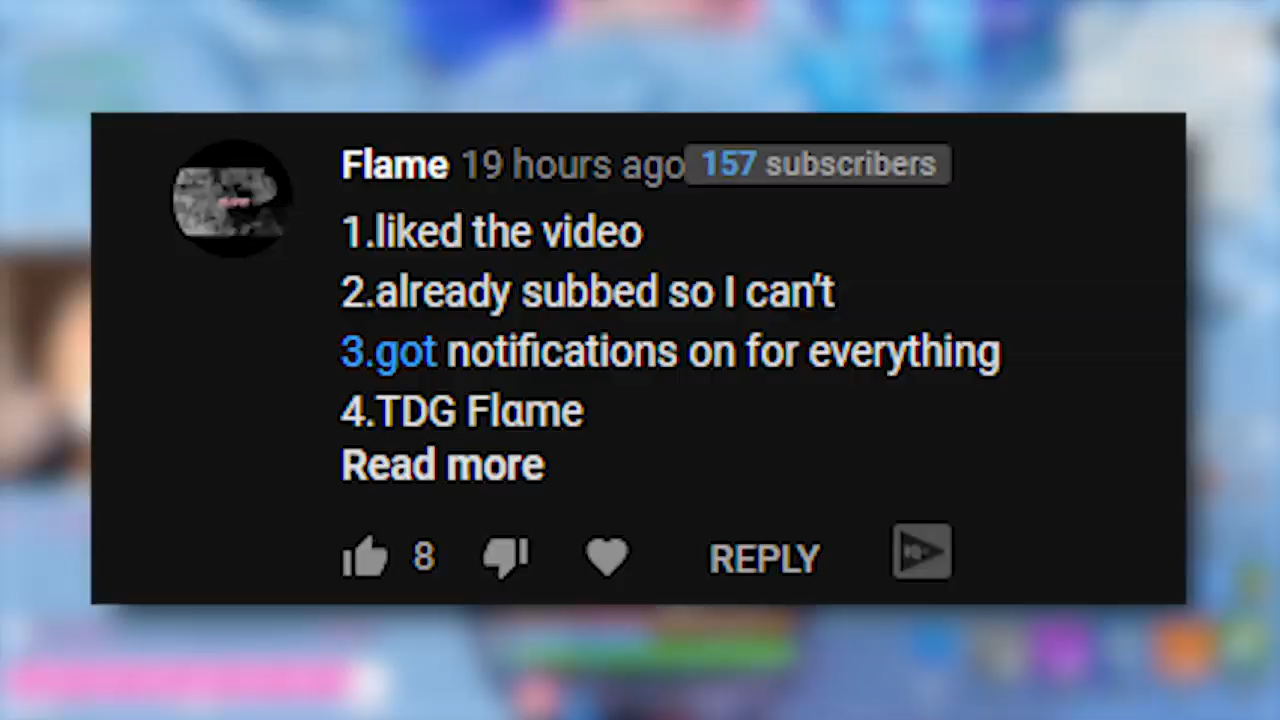 Flame 19 hours ago 157 subscribers
1.liked the video
2.already subbed so I can't
3.got notifications on for everything
4.TDG Flame
Read more
8 REPLY